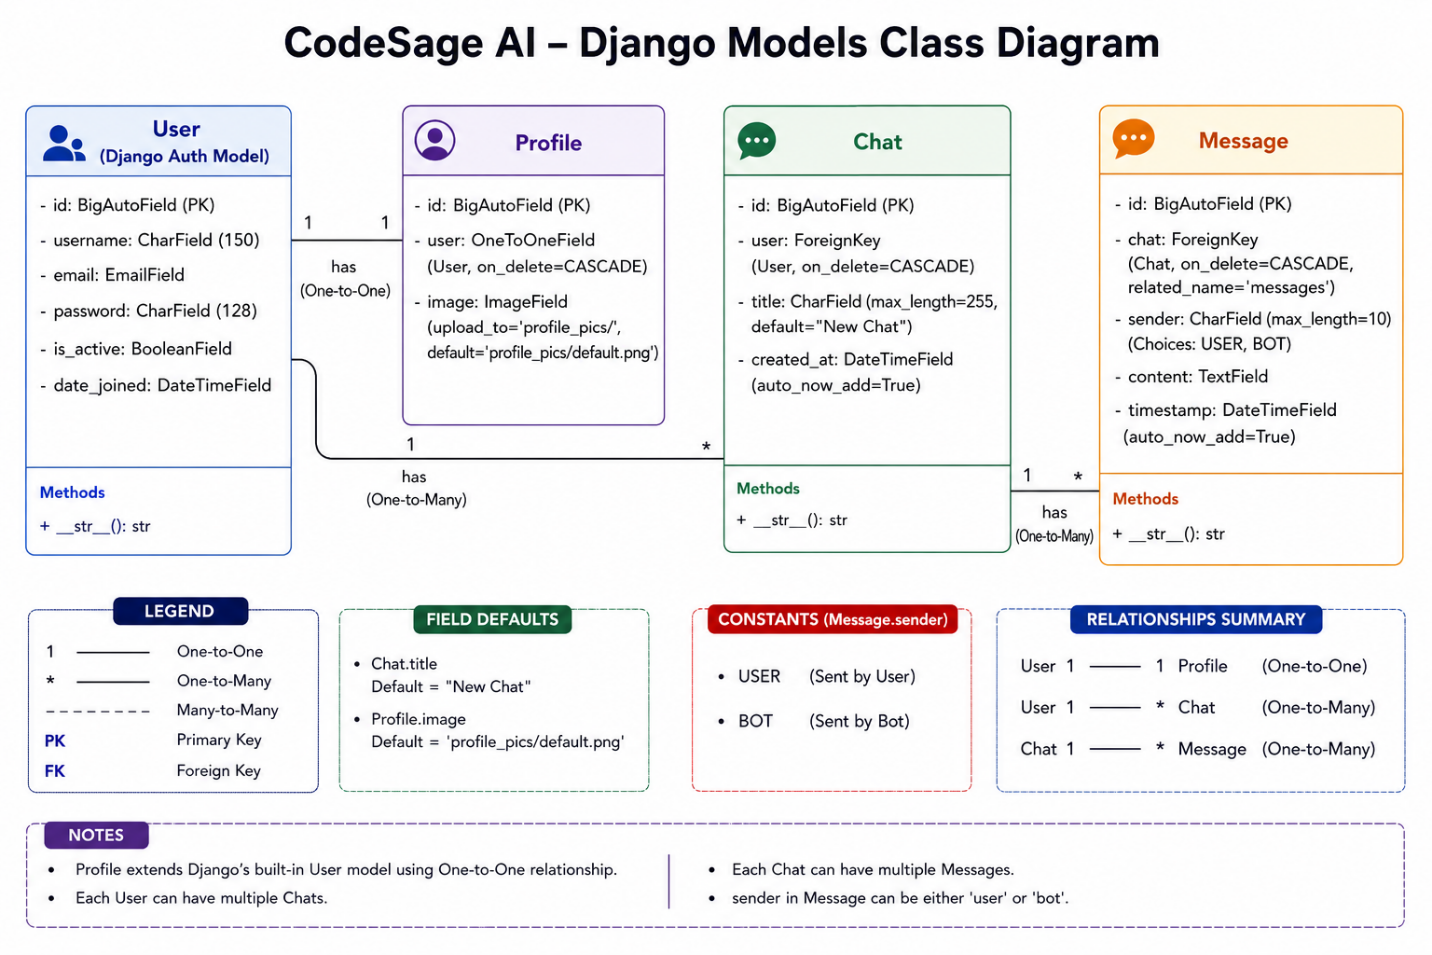 CodeSage AI – Django Models Class Diagram
User
(Django Auth Model)
- id: BigAutoField (PK)
- username: CharField (150)
- email: EmailField
- password: CharField (128)
- is_active: BooleanField
- date_joined: DateTimeField
Methods
+ __str__(): str
1 1
has
(One-to-One)
Profile
- id: BigAutoField (PK)
- user: OneToOneField
(User, on_delete=CASCADE)
- image: ImageField
(upload_to='profile_pics/',
default='profile_pics/default.png')
1 *
has
(One-to-Many)
Chat
- id: BigAutoField (PK)
- user: ForeignKey
(User, on_delete=CASCADE)
- title: CharField (max_length=255,
default="New Chat")
- created_at: DateTimeField
(auto_now_add=True)
Methods
+ __str__(): str
1 *
has
(One-to-Many)
Message
- id: BigAutoField (PK)
- chat: ForeignKey
(Chat, on_delete=CASCADE,
related_name='messages')
- sender: CharField (max_length=10)
(Choices: USER, BOT)
- content: TextField
- timestamp: DateTimeField
(auto_now_add=True)
Methods
+ __str__(): str
LEGEND
1 One-to-One
* One-to-Many
Many-to-Many
PK Primary Key
FK Foreign Key
FIELD DEFAULTS
• Chat.title
Default = "New Chat"
• Profile.image
Default = 'profile_pics/default.png'
CONSTANTS (Message.sender)
• USER (Sent by User)
• BOT (Sent by Bot)
RELATIONSHIPS SUMMARY
User 1 1 Profile (One-to-One)
User 1 * Chat (One-to-Many)
Chat 1 * Message (One-to-Many)
NOTES
• Profile extends Django's built-in User model using One-to-One relationship.
• Each User can have multiple Chats.
• Each Chat can have multiple Messages.
• sender in Message can be either 'user' or 'bot'.